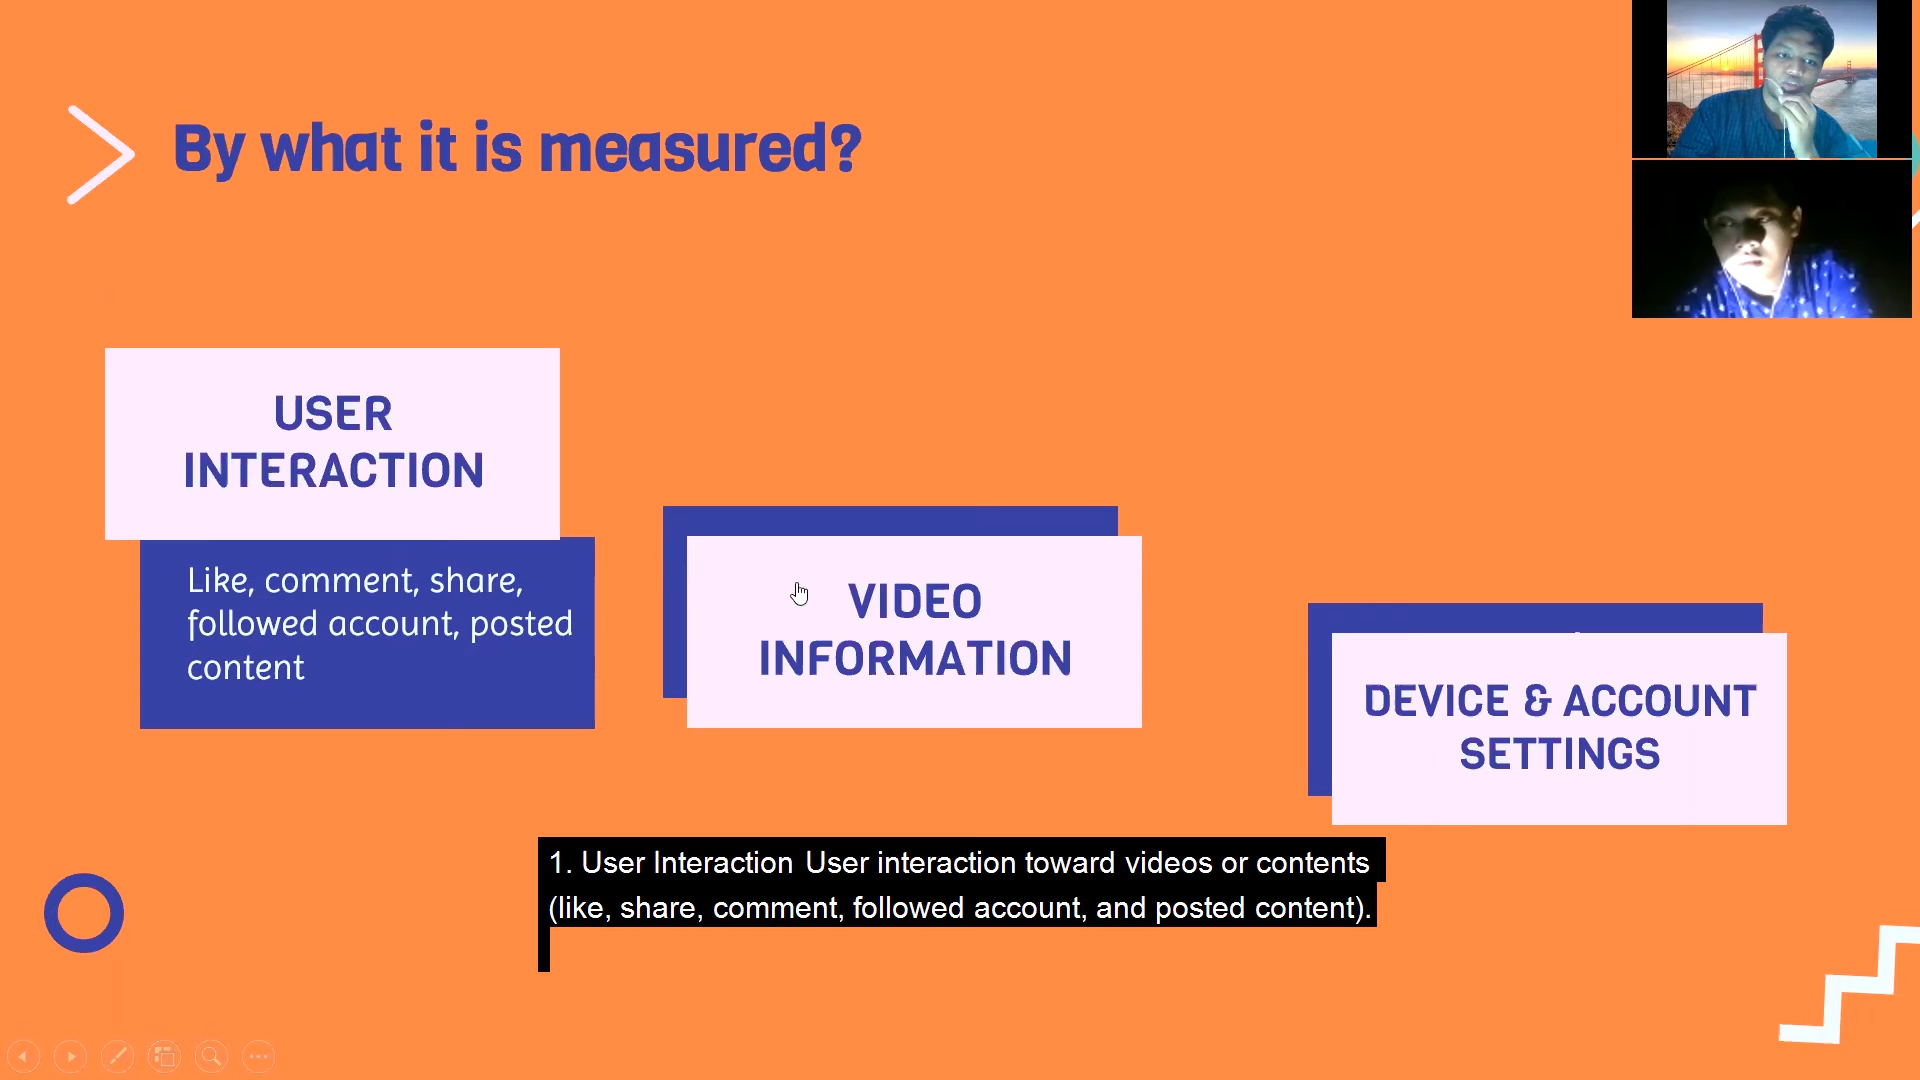 By what it is measured?
USER
INTERACTION
Like, comment, share,
followed account, posted
content
VIDEO
INFORMATION
DEVICE & ACCOUNT
SETTINGS
1. User Interaction User interaction toward videos or contents
(like, share, comment, followed account, and posted content).